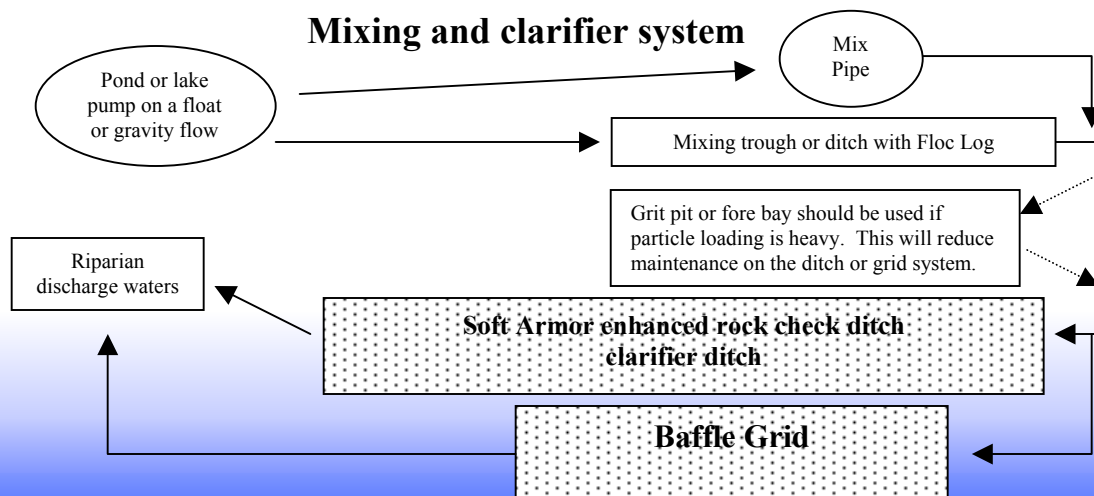 Mixing and clarifier system
Pond or lake
pump on a float
or gravity flow
Mix
Pipe
Mixing trough or ditch with Floc Log
Grit pit or fore bay should be used if
particle loading is heavy.  This will reduce
maintenance on the ditch or grid system.
Riparian
discharge waters
Soft Armor enhanced rock check ditch
clarifier ditch
Baffle Grid